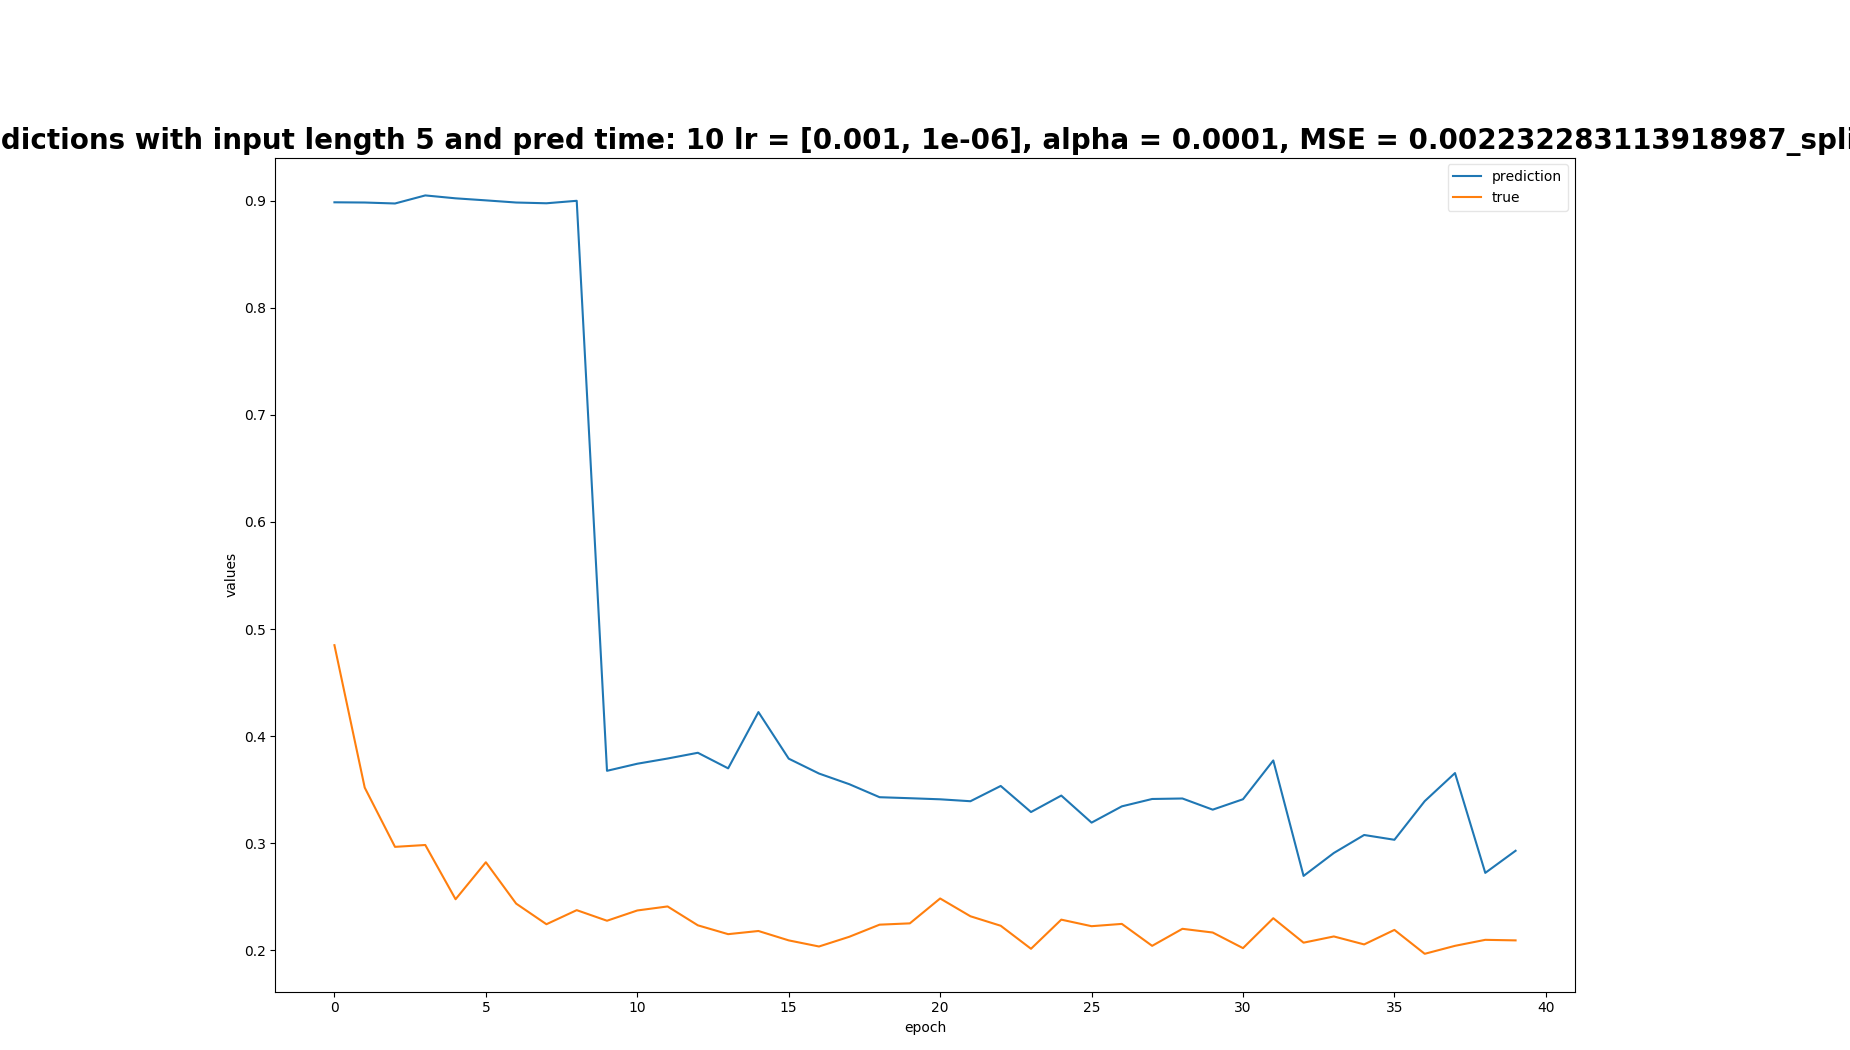 dictions with input length 5 and pred time: 10 lr = [0.001, 1e-06], alpha = 0.0001, MSE = 0.002232283113918987_spli
prediction
true
0.9
0.8
0.7
0.6
0.5
0.4
0.3
0.2
values
0 5 10 15 20 25 30 35 40
epoch